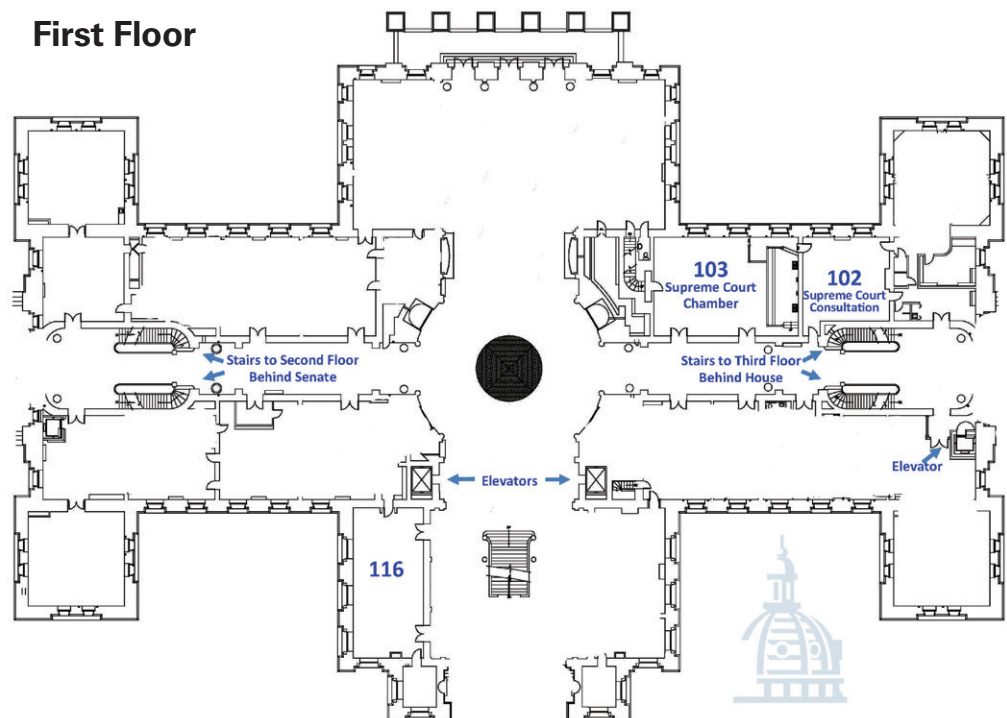 First Floor
103
Supreme Court
Chamber
102
Supreme Court
Consultation
Stairs to Second Floor
Behind Senate
Stairs to Third Floor
Behind House
Elevator
Elevators
116